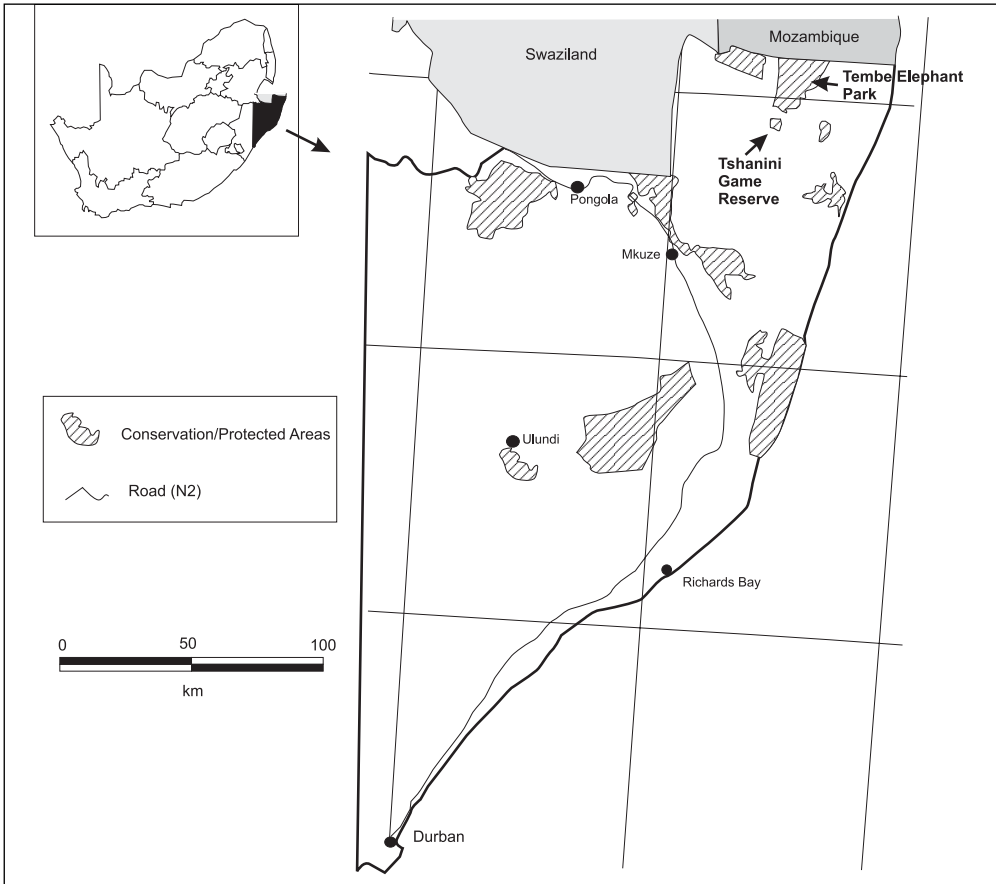 Mozambique
Swaziland
Tembe Elephant
Park
Tshanini
Game
Reserve
Pongola
Mkuze
Conservation/Protected Areas
Ulundi
Road (N2)
Richards Bay
0 50 100
km
Durban